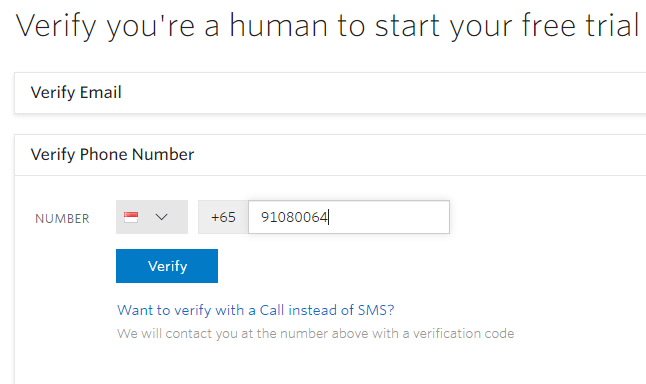 Verify you're a human to start your free trial
Verify Email
Verify Phone Number
NUMBER +65 91080064
Verify
Want to verify with a Call instead of SMS?
We will contact you at the number above with a verification code